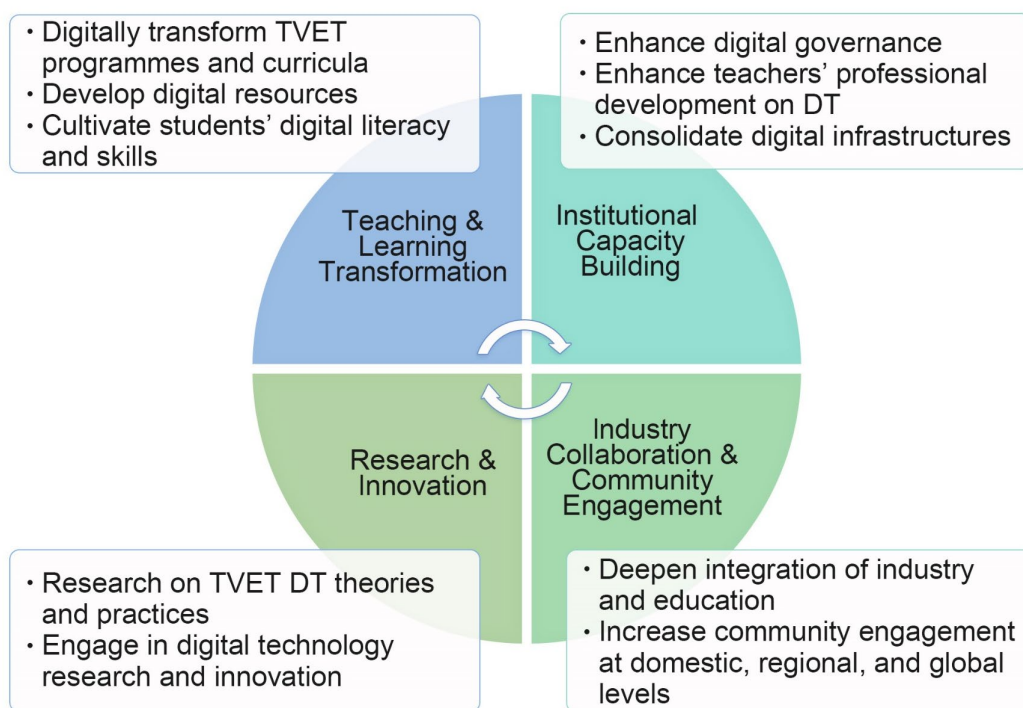 · Digitally transform TVET
programmes and curricula
· Develop digital resources
· Cultivate students’ digital literacy
and skills
· Enhance digital governance
· Enhance teachers’ professional
development on DT
· Consolidate digital infrastructures
Teaching &
Learning
Transformation
Institutional
Capacity
Building
Research &
Innovation
Industry
Collaboration &
Community
Engagement
· Research on TVET DT theories
and practices
· Engage in digital technology
research and innovation
· Deepen integration of industry
and education
· Increase community engagement
at domestic, regional, and global
levels